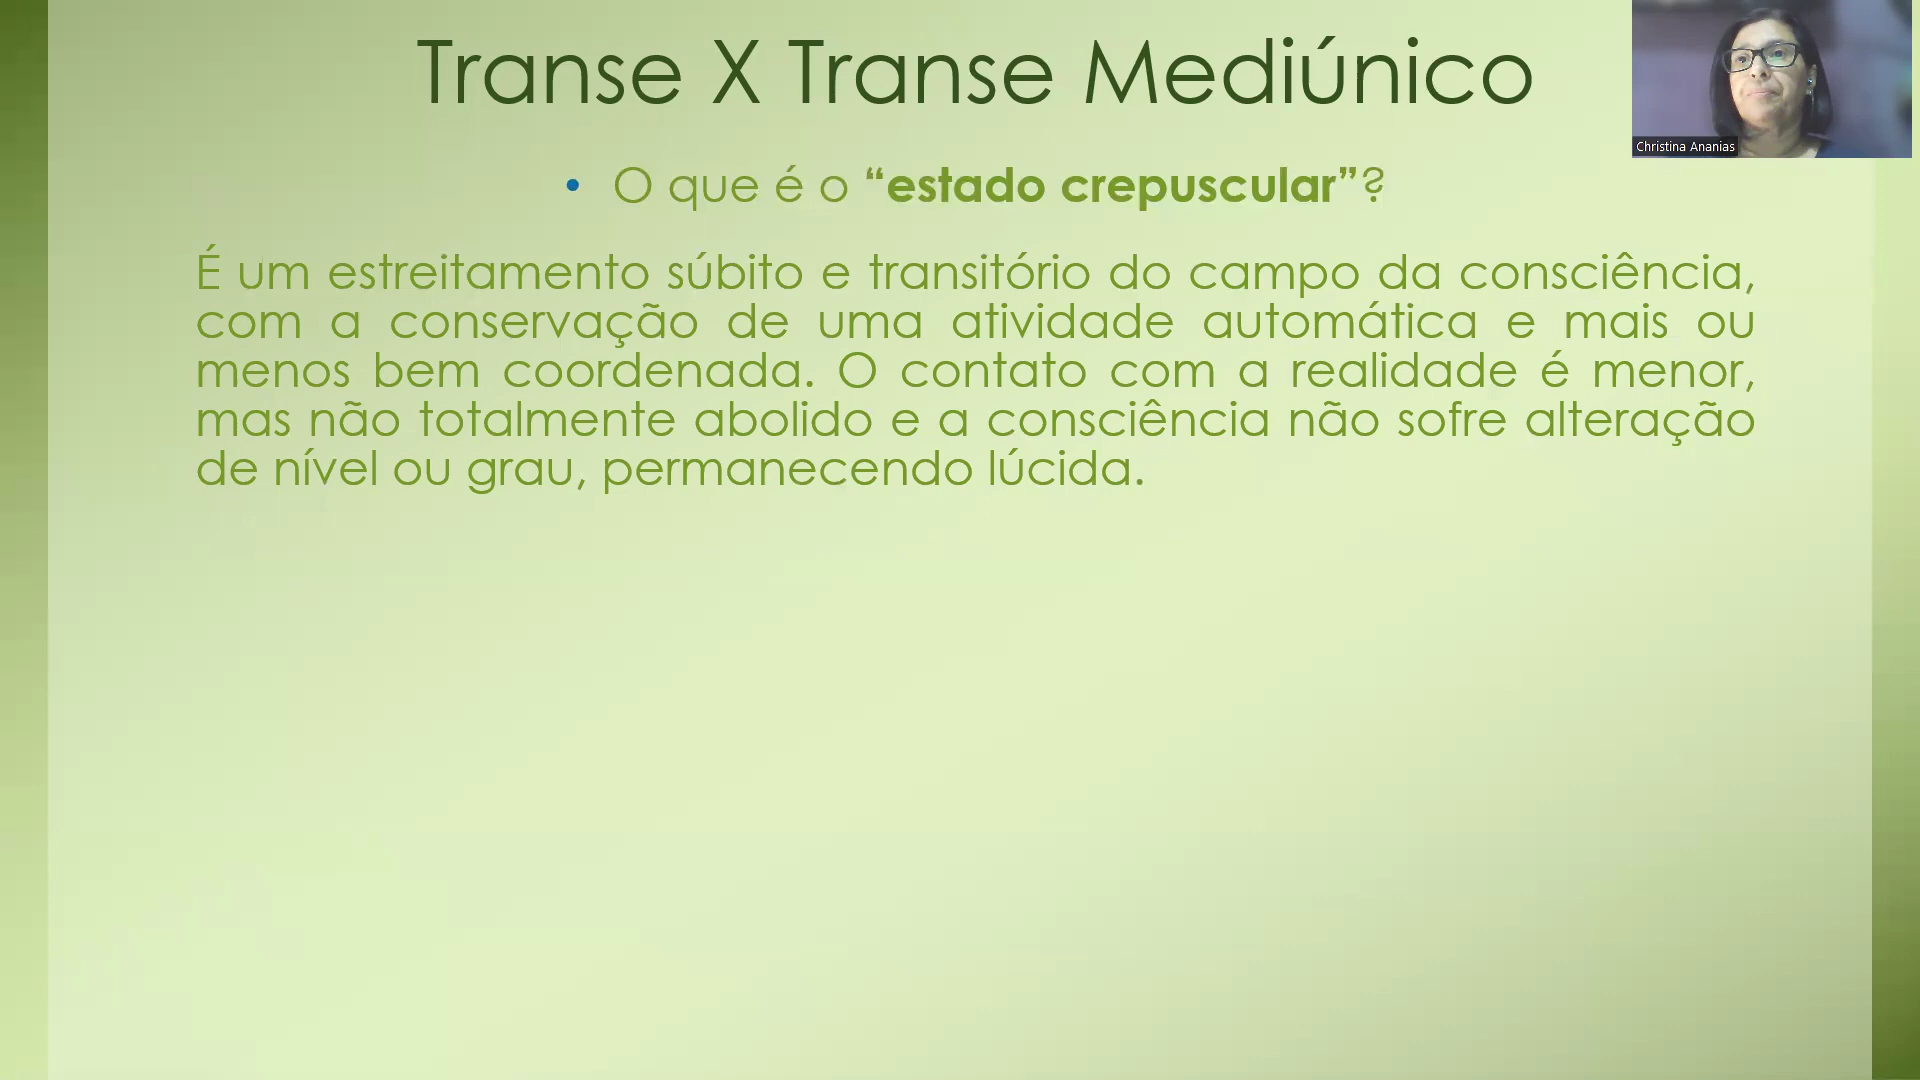 Transe X Transe Mediúnico
Christina Ananias
• O que é o “estado crepuscular”?
É um estreitamento súbito e transitório do campo da consciência,
com a conservação de uma atividade automática e mais ou
menos bem coordenada. O contato com a realidade é menor,
mas não totalmente abolido e a consciência não sofre alteração
de nível ou grau, permanecendo lúcida.